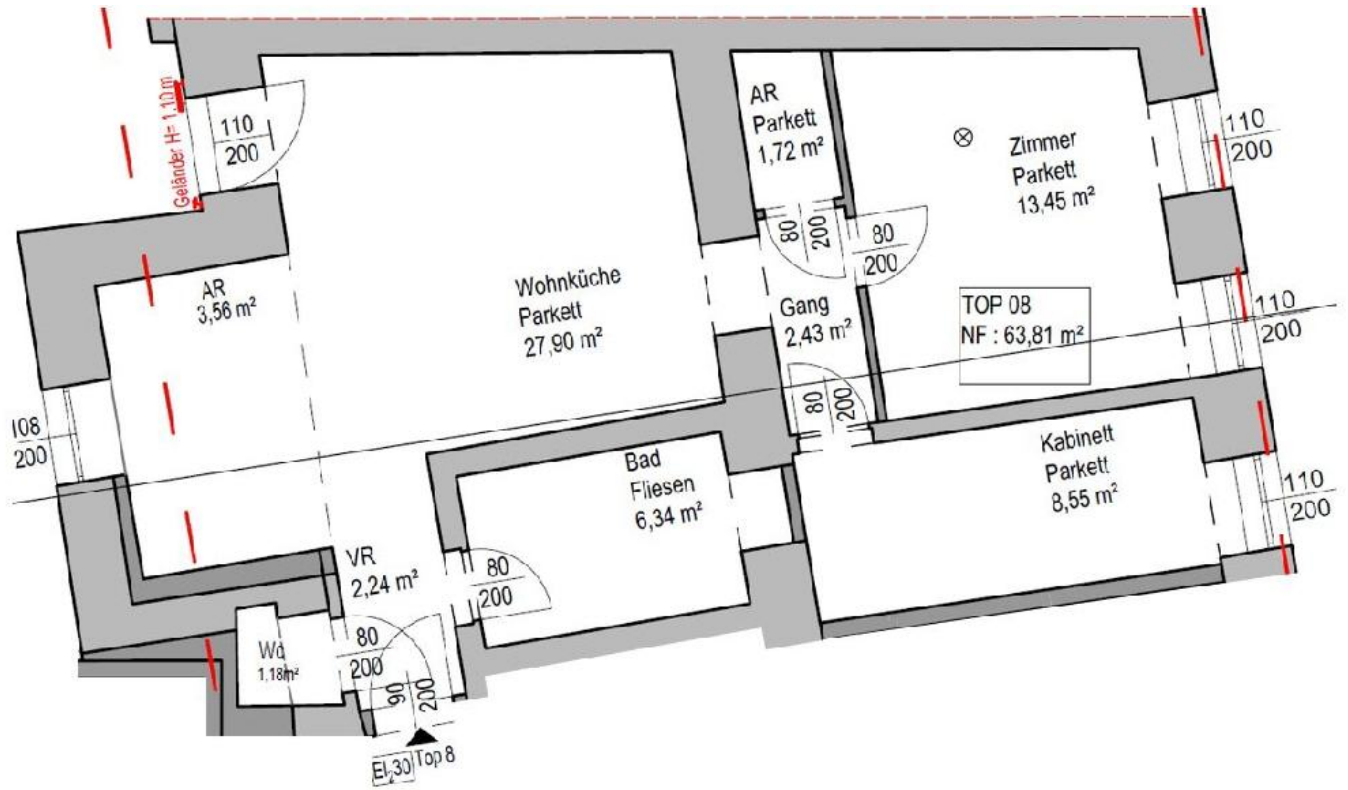 Geländer H= 1,10 m
110
200
AR
Parkett
1,72 m²
Zimmer
Parkett
13,45 m²
110
200
80
200
80
200
AR
3,56 m²
Wohnküche
Parkett
27,90 m²
Gang
2,43 m²
TOP 08
NF : 63,81 m²
110
200
108
200
80
200
Bad
Fliesen
6,34 m²
Kabinett
Parkett
8,55 m²
110
200
VR
2,24 m²
80
200
Wc
1,18m²
80
200
90
200
EI₂30 Top 8